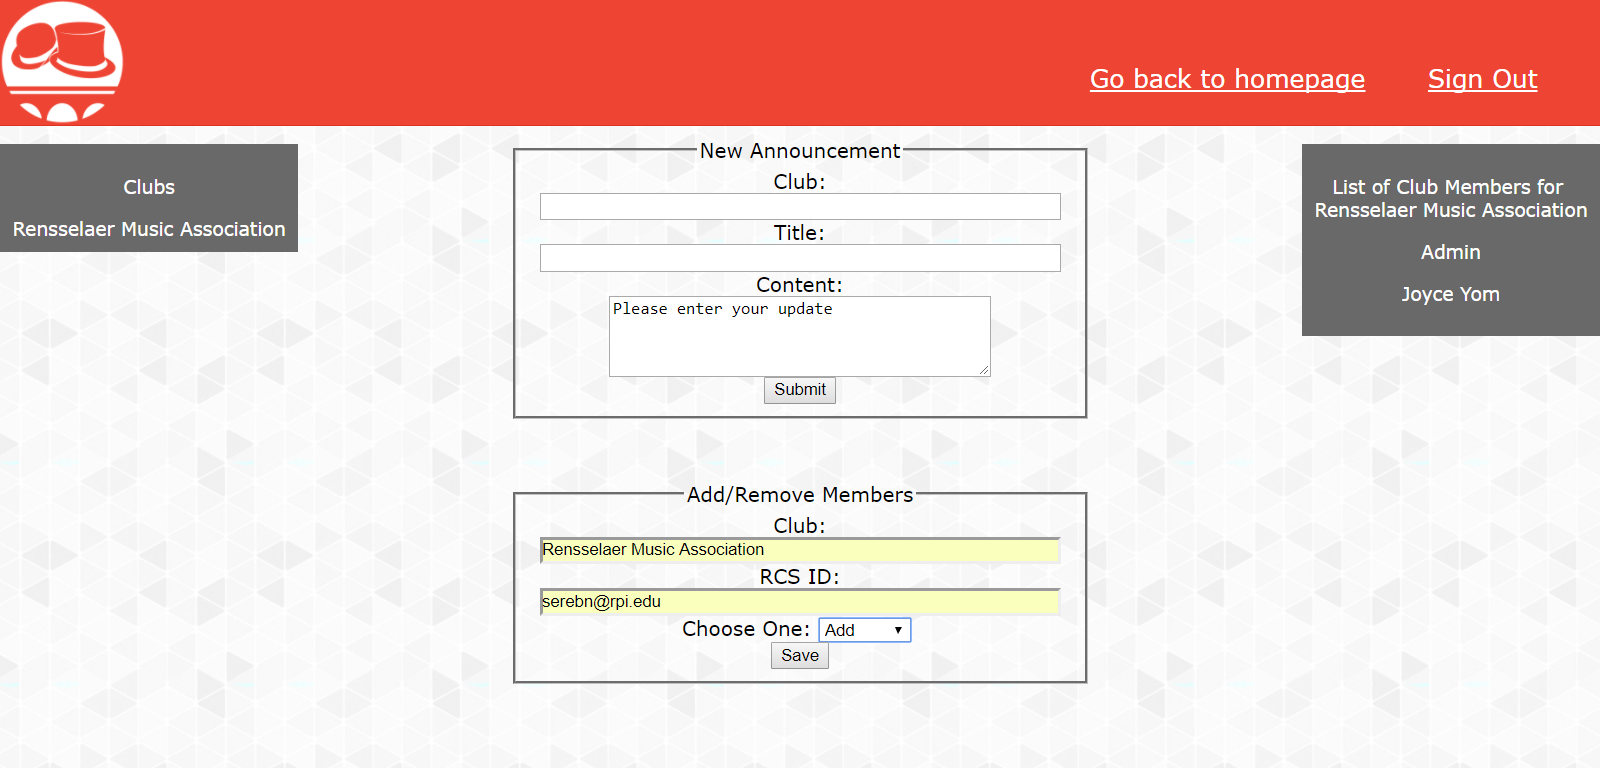 Go back to homepage
Sign Out
Clubs
Rensselaer Music Association
New Announcement
Club:
Title:
Content:
Please enter your update
Submit
Add/Remove Members
Club:
Rensselaer Music Association
RCS ID:
serebn@rpi.edu
Choose One: Add
Save
List of Club Members for
Rensselaer Music Association
Admin
Joyce Yom